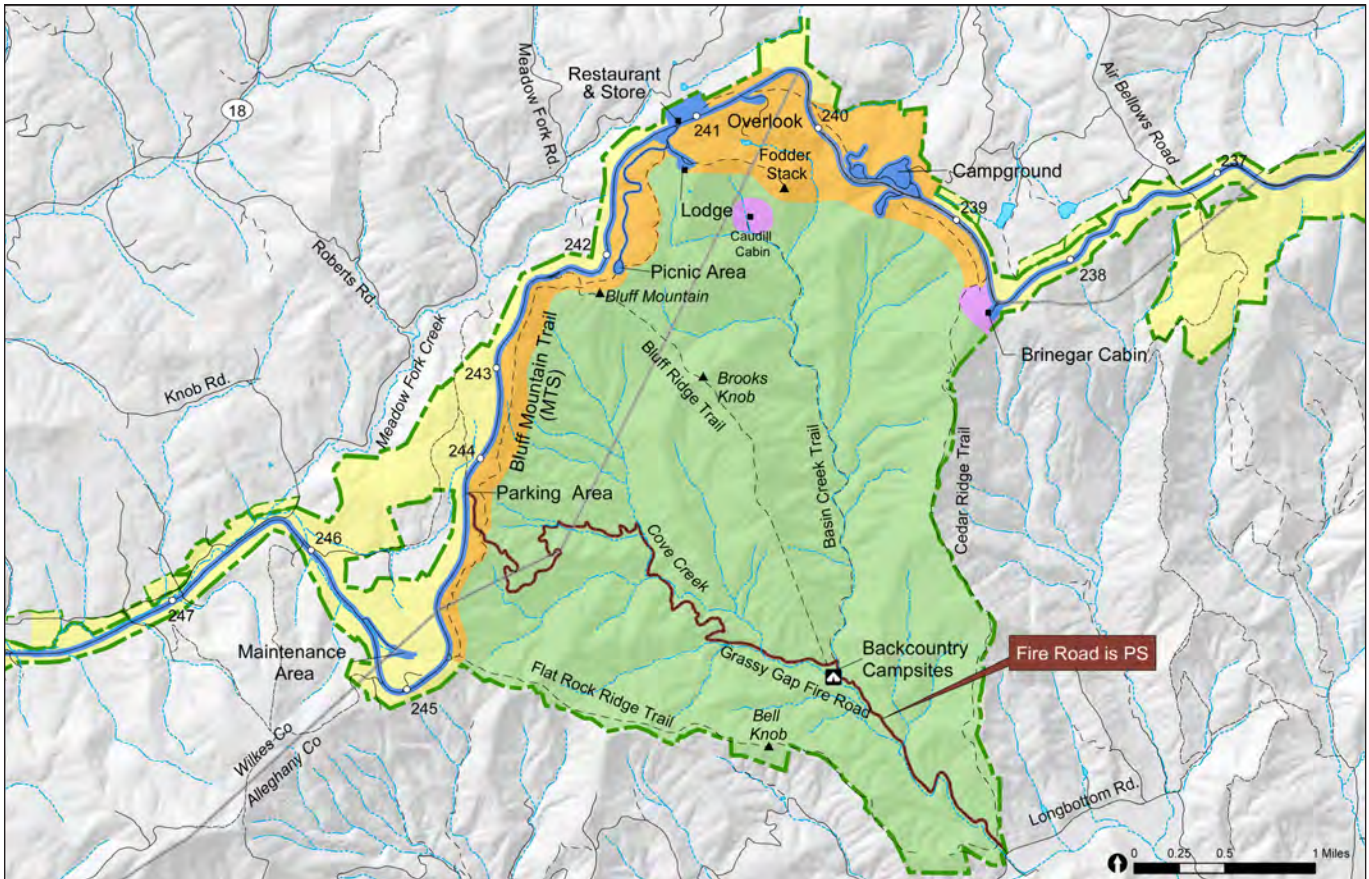 18
Meadow Fork Rd.
Restaurant
& Store
241
Overlook
240
Air Bellows Road
237
Fodder
Stack
Campground
239
Lodge
Caudill
Cabin
242
238
Picnic Area
Bluff Mountain
Roberts Rd.
Meadow Fork Creek
Brinegar Cabin
243
Bluff Mountain Trail
(MTS)
Bluff Ridge Trail
Brooks
Knob
Knob Rd.
244
Basin Creek Trail
Cedar Ridge Trail
Parking Area
Cove Creek
246
247
Maintenance
Area
Backcountry
Campsites
Fire Road is PS
Grassy Gap Fire Road
Flat Rock Ridge Trail
245
Bell
Knob
Wilkes Co
Alleghany Co
Longbottom Rd.
0 0.25 0.5 1 Miles